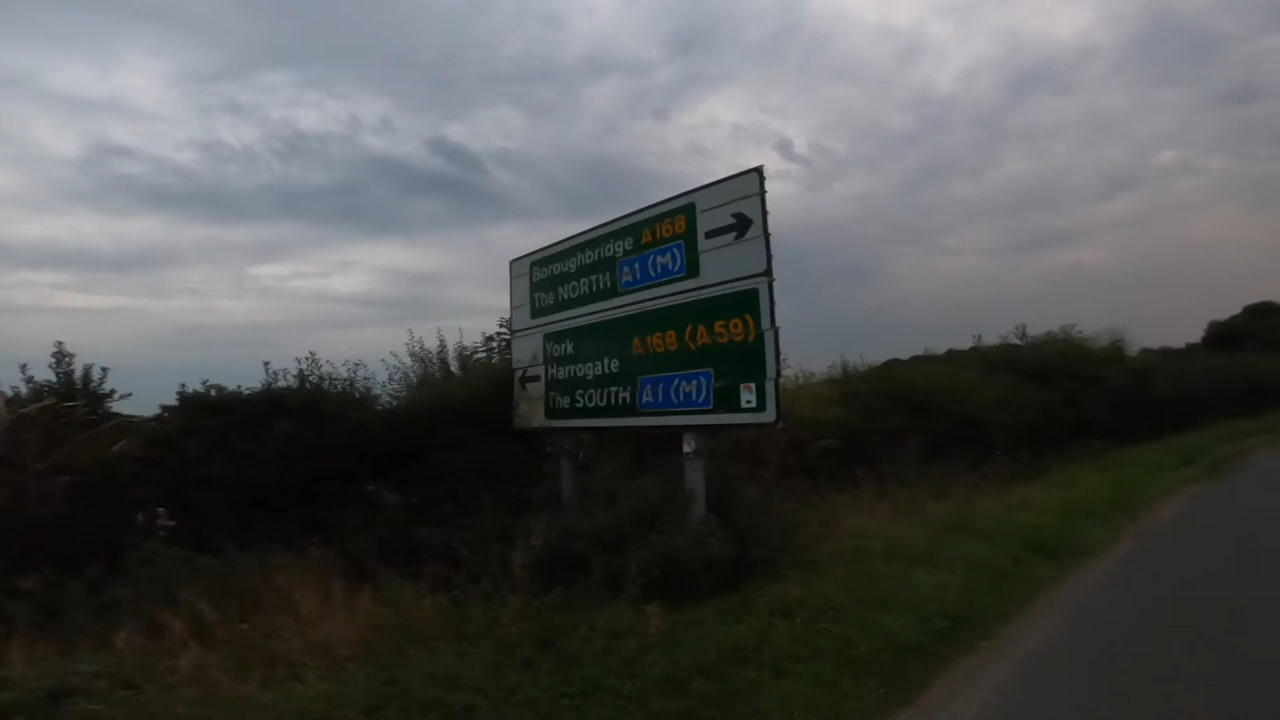 Boroughbridge A168
The NORTH A1 (M)
York A168 (A59)
Harrogate
The SOUTH A1 (M)